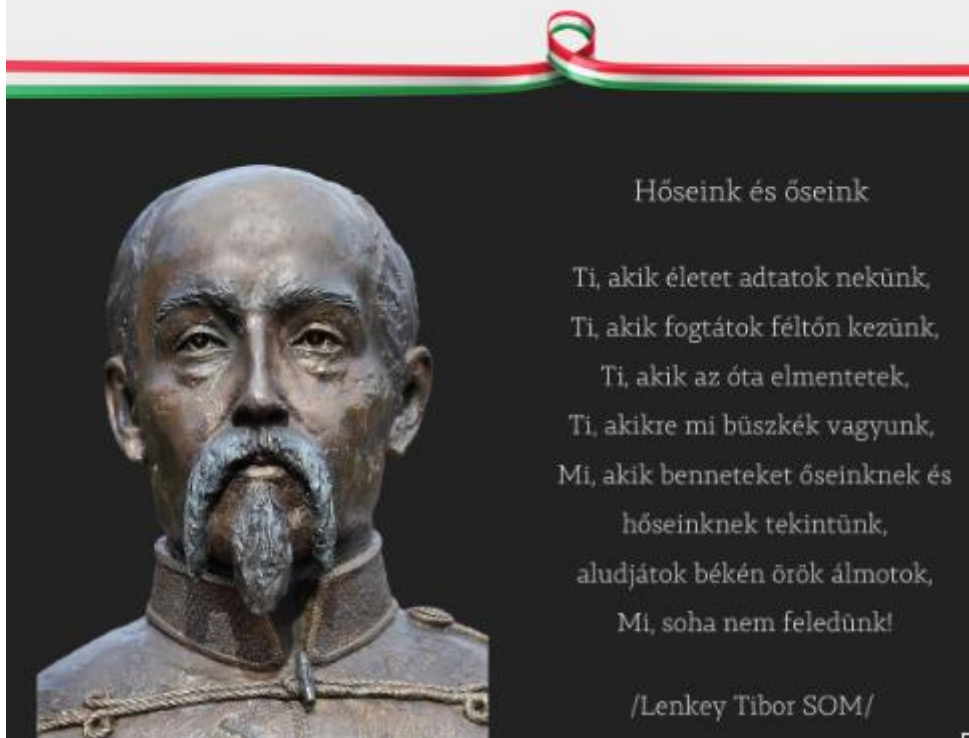 Hőseink és őseink
Ti, akik életet adtatok nekünk,
Ti, akik fogtátok féltőn kezünk,
Ti, akik az óta elmentetek,
Ti, akikre mi büszkék vagyunk,
Mi, akik benneteket őseinknek és
hőseinknek tekintünk,
aludjátok békén örök álmotok,
Mi, soha nem feledünk!
/Lenkey Tibor SOM/